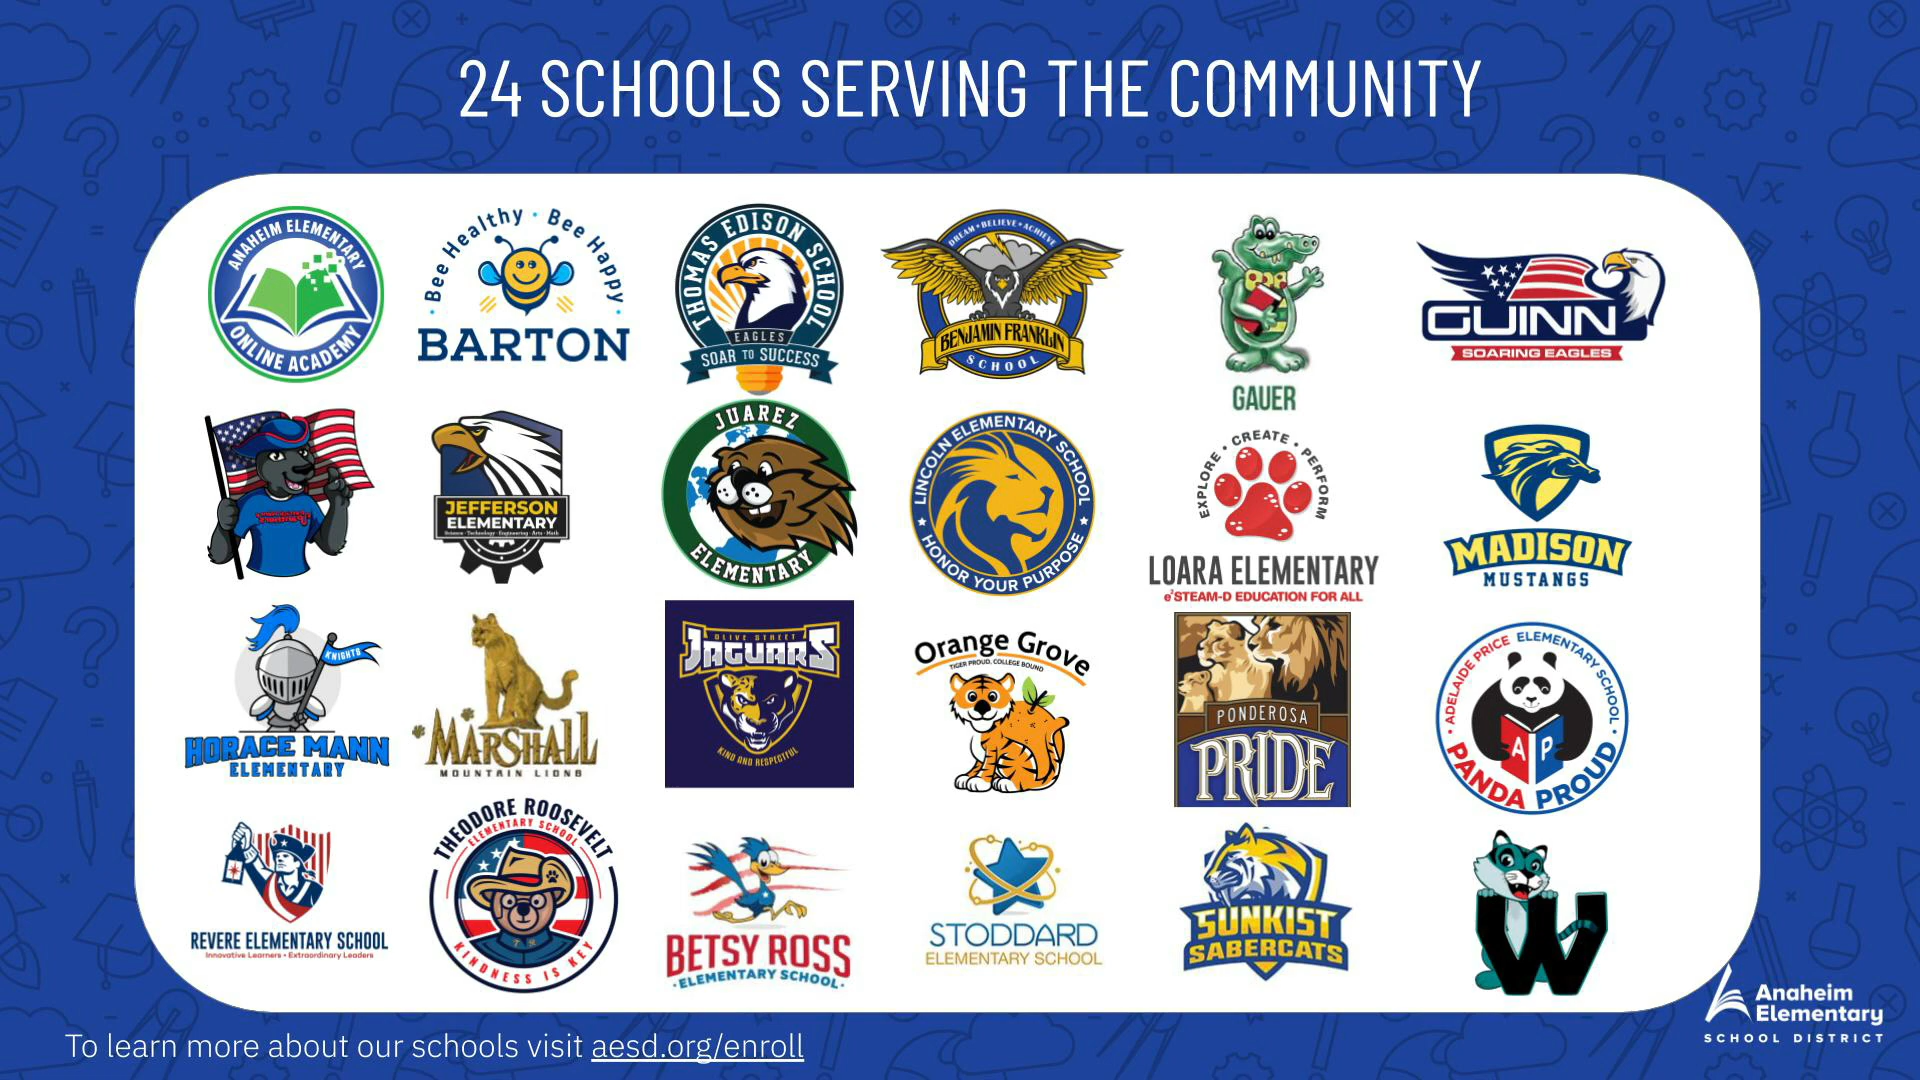 24 SCHOOLS SERVING THE COMMUNITY
ANAHEIM ELEMENTARY
ONLINE ACADEMY
Bee Healthy · Bee Happy
BARTON
THOMAS EDISON SCHOOL
EAGLES
SOAR TO SUCCESS
DREAM • BELIEVE • ACHIEVE
BENJAMIN FRANKLIN
SCHOOL
GAUER
GUINN
SOARING EAGLES
JEFFERSON
ELEMENTARY
Science · Technology · Engineering · Arts · Math
JUAREZ
ELEMENTARY
LINCOLN ELEMENTARY SCHOOL
HONOR YOUR PURPOSE
EXPLORE • CREATE • PERFORM
LOARA ELEMENTARY
e³STEAM-D EDUCATION FOR ALL
MADISON
MUSTANGS
KNIGHTS
HORACE MANN
ELEMENTARY
MARSHALL
MOUNTAIN LIONS
OLIVE STREET
JAGUARS
KIND AND RESPECTFUL
Orange Grove
TIGER PROUD, COLLEGE BOUND
PONDEROSA
PRIDE
ADELAIDE PRICE ELEMENTARY SCHOOL
A P
PANDA PROUD
REVERE ELEMENTARY SCHOOL
Innovative Learners • Extraordinary Leaders
THEODORE ROOSEVELT
ELEMENTARY SCHOOL
T R
KINDNESS IS KEY
BETSY ROSS
·ELEMENTARY SCHOOL·
STODDARD
ELEMENTARY SCHOOL
SUNKIST
SABERCATS
W
Anaheim
Elementary
SCHOOL DISTRICT
To learn more about our schools visit aesd.org/enroll